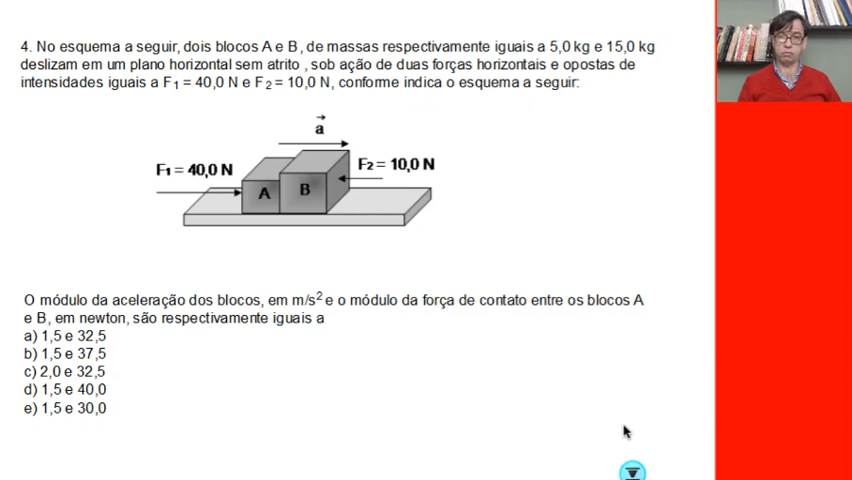 4. No esquema a seguir, dois blocos A e B, de massas respectivamente iguais a 5,0 kg e 15,0 kg
deslizam em um plano horizontal sem atrito , sob ação de duas forças horizontais e opostas de
intensidades iguais a F1 = 40,0 N e F2 = 10,0 N, conforme indica o esquema a seguir:
a
F1 = 40,0 N
F2 = 10,0 N
A
B
O módulo da aceleração dos blocos, em m/s² e o módulo da força de contato entre os blocos A
e B, em newton, são respectivamente iguais a
a) 1,5 e 32,5
b) 1,5 e 37,5
c) 2,0 e 32,5
d) 1,5 e 40,0
e) 1,5 e 30,0